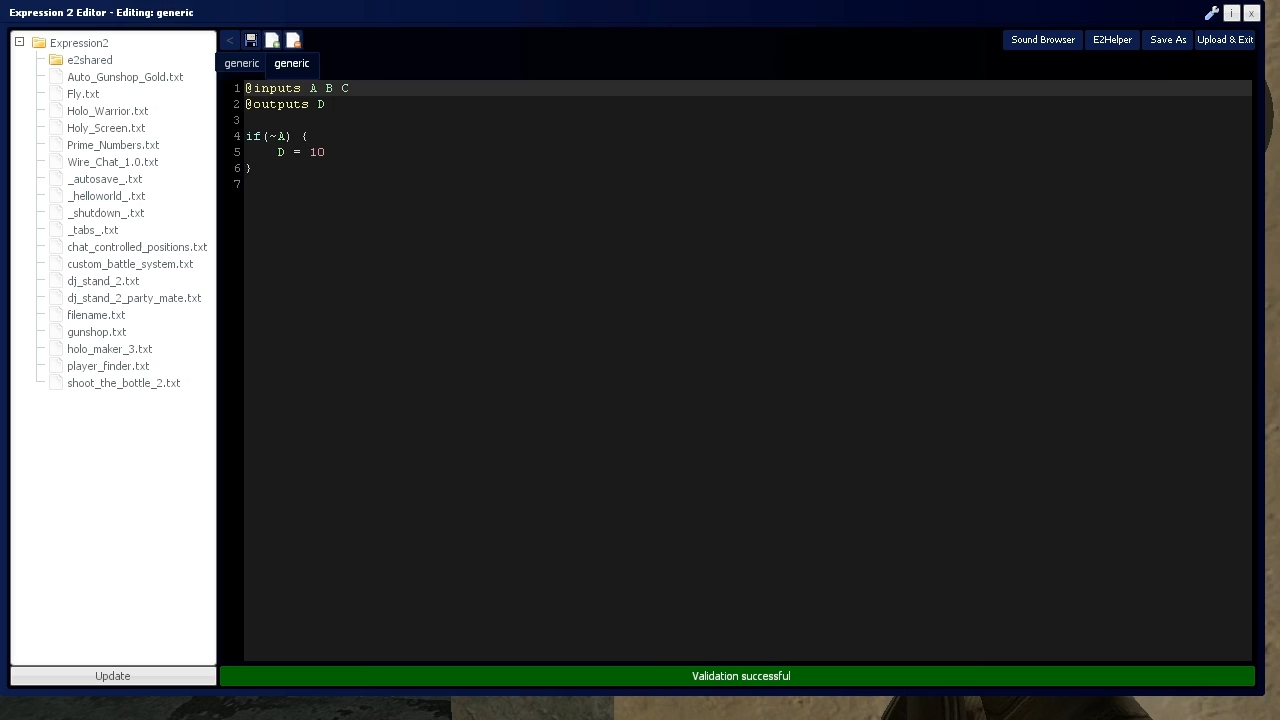 Expression 2 Editor - Editing: generic
i x
Expression2
e2shared
Auto_Gunshop_Gold.txt
Fly.txt
Holo_Warrior.txt
Holy_Screen.txt
Prime_Numbers.txt
Wire_Chat_1.0.txt
_autosave_.txt
_helloworld_.txt
_shutdown_.txt
_tabs_.txt
chat_controlled_positions.txt
custom_battle_system.txt
dj_stand_2.txt
dj_stand_2_party_mate.txt
filename.txt
gunshop.txt
holo_maker_3.txt
player_finder.txt
shoot_the_bottle_2.txt
Update
< Sound Browser E2Helper Save As Upload & Exit
generic generic
1 @inputs A B C
2 @outputs D
3
4 if(~A) {
5 D = 10
6 }
7
Validation successful